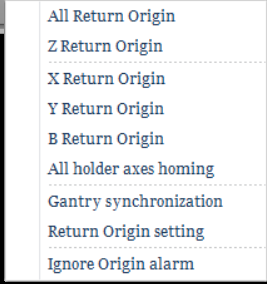 All Return Origin
Z Return Origin
X Return Origin
Y Return Origin
B Return Origin
All holder axes homing
Gantry synchronization
Return Origin setting
Ignore Origin alarm